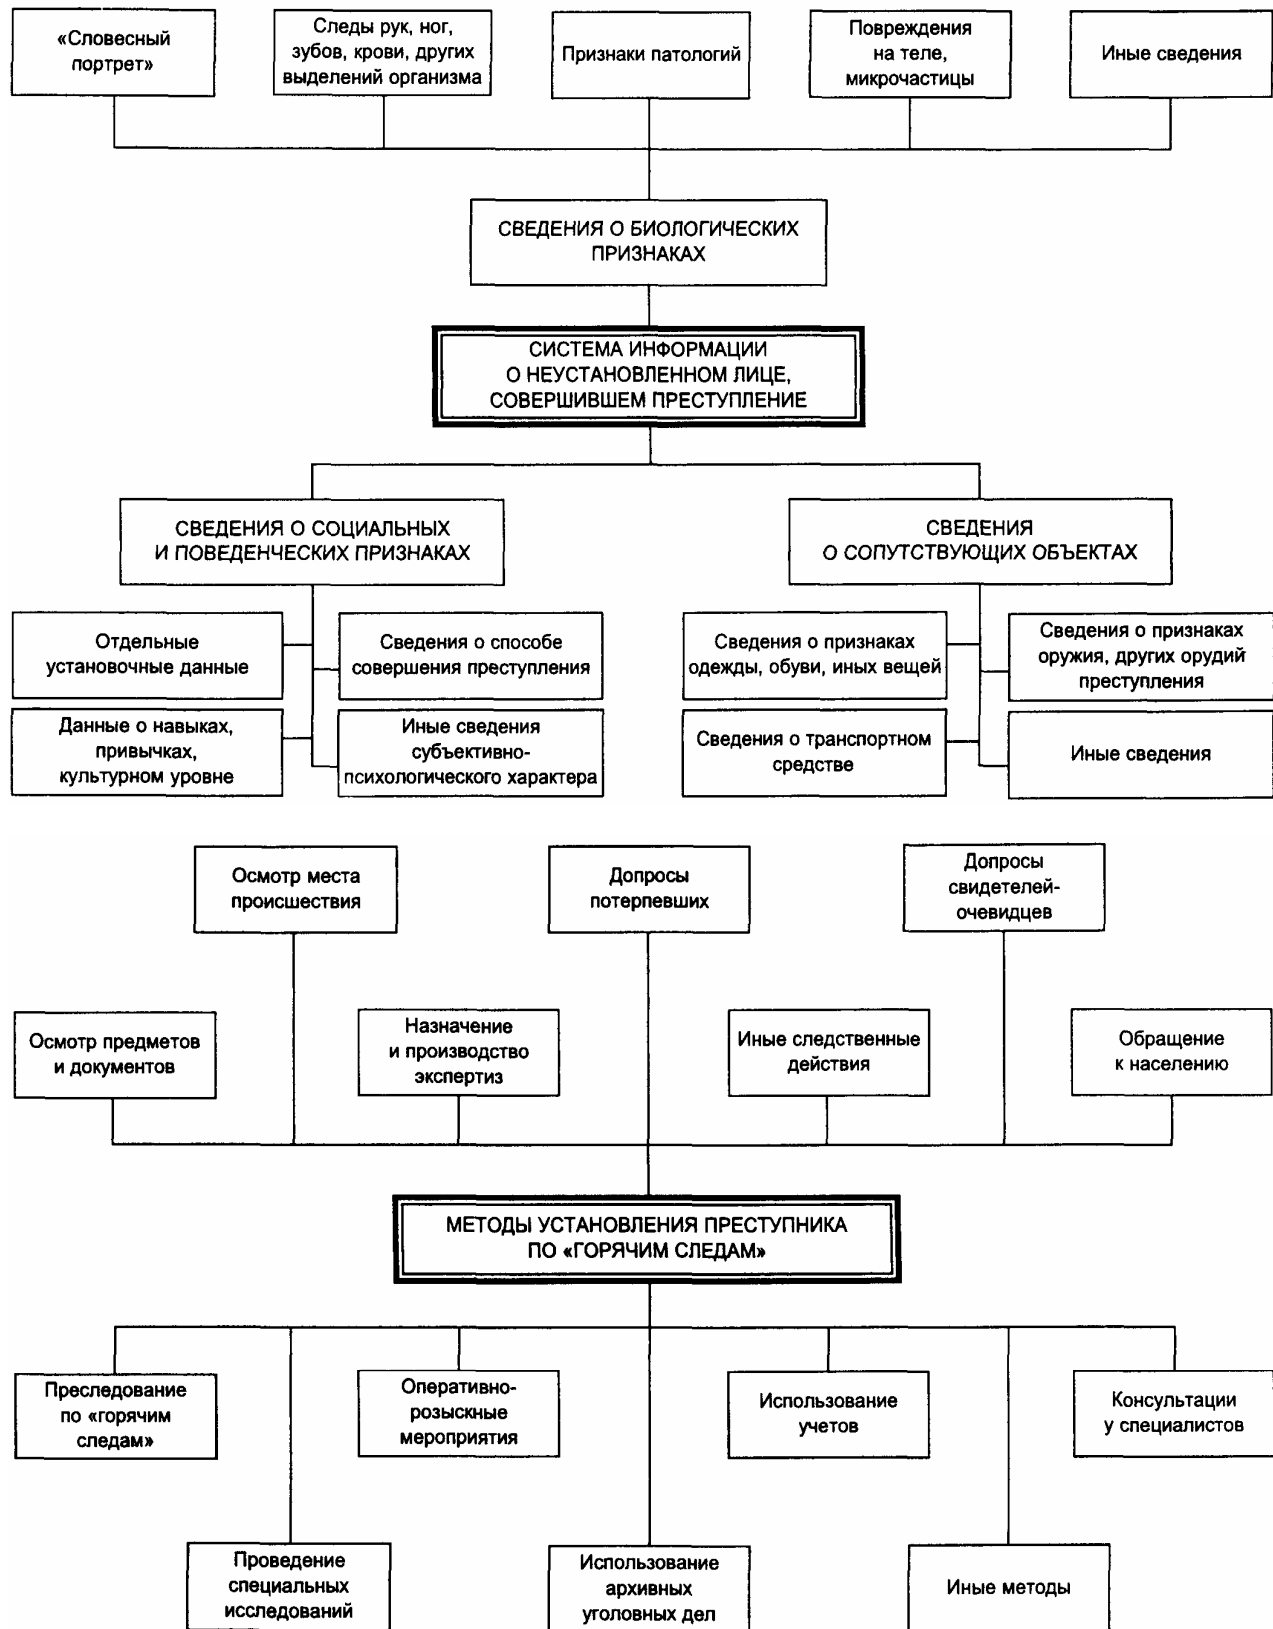 «Словесный
портрет»
Следы рук, ног,
зубов, крови, других
выделений организма
Признаки патологий
Повреждения
на теле,
микрочастицы
Иные сведения
СВЕДЕНИЯ О БИОЛОГИЧЕСКИХ
ПРИЗНАКАХ
СИСТЕМА ИНФОРМАЦИИ
О НЕУСТАНОВЛЕННОМ ЛИЦЕ,
СОВЕРШИВШЕМ ПРЕСТУПЛЕНИЕ
СВЕДЕНИЯ О СОЦИАЛЬНЫХ
И ПОВЕДЕНЧЕСКИХ ПРИЗНАКАХ
СВЕДЕНИЯ
О СОПУТСТВУЮЩИХ ОБЪЕКТАХ
Отдельные
установочные данные
Сведения о способе
совершения преступления
Сведения о признаках
одежды, обуви, иных вещей
Сведения о признаках
оружия, других орудий
преступления
Данные о навыках,
привычках,
культурном уровне
Иные сведения
субъективно-
психологического характера
Сведения о транспортном
средстве
Иные сведения
Осмотр места
происшествия
Допросы
потерпевших
Допросы
свидетелей-
очевидцев
Осмотр предметов
и документов
Назначение
и производство
экспертиз
Иные следственные
действия
Обращение
к населению
МЕТОДЫ УСТАНОВЛЕНИЯ ПРЕСТУПНИКА
ПО «ГОРЯЧИМ СЛЕДАМ»
Преследование
по «горячим
следам»
Оперативно-
розыскные
мероприятия
Использование
учетов
Консультации
у специалистов
Проведение
специальных
исследований
Использование
архивных
уголовных дел
Иные методы